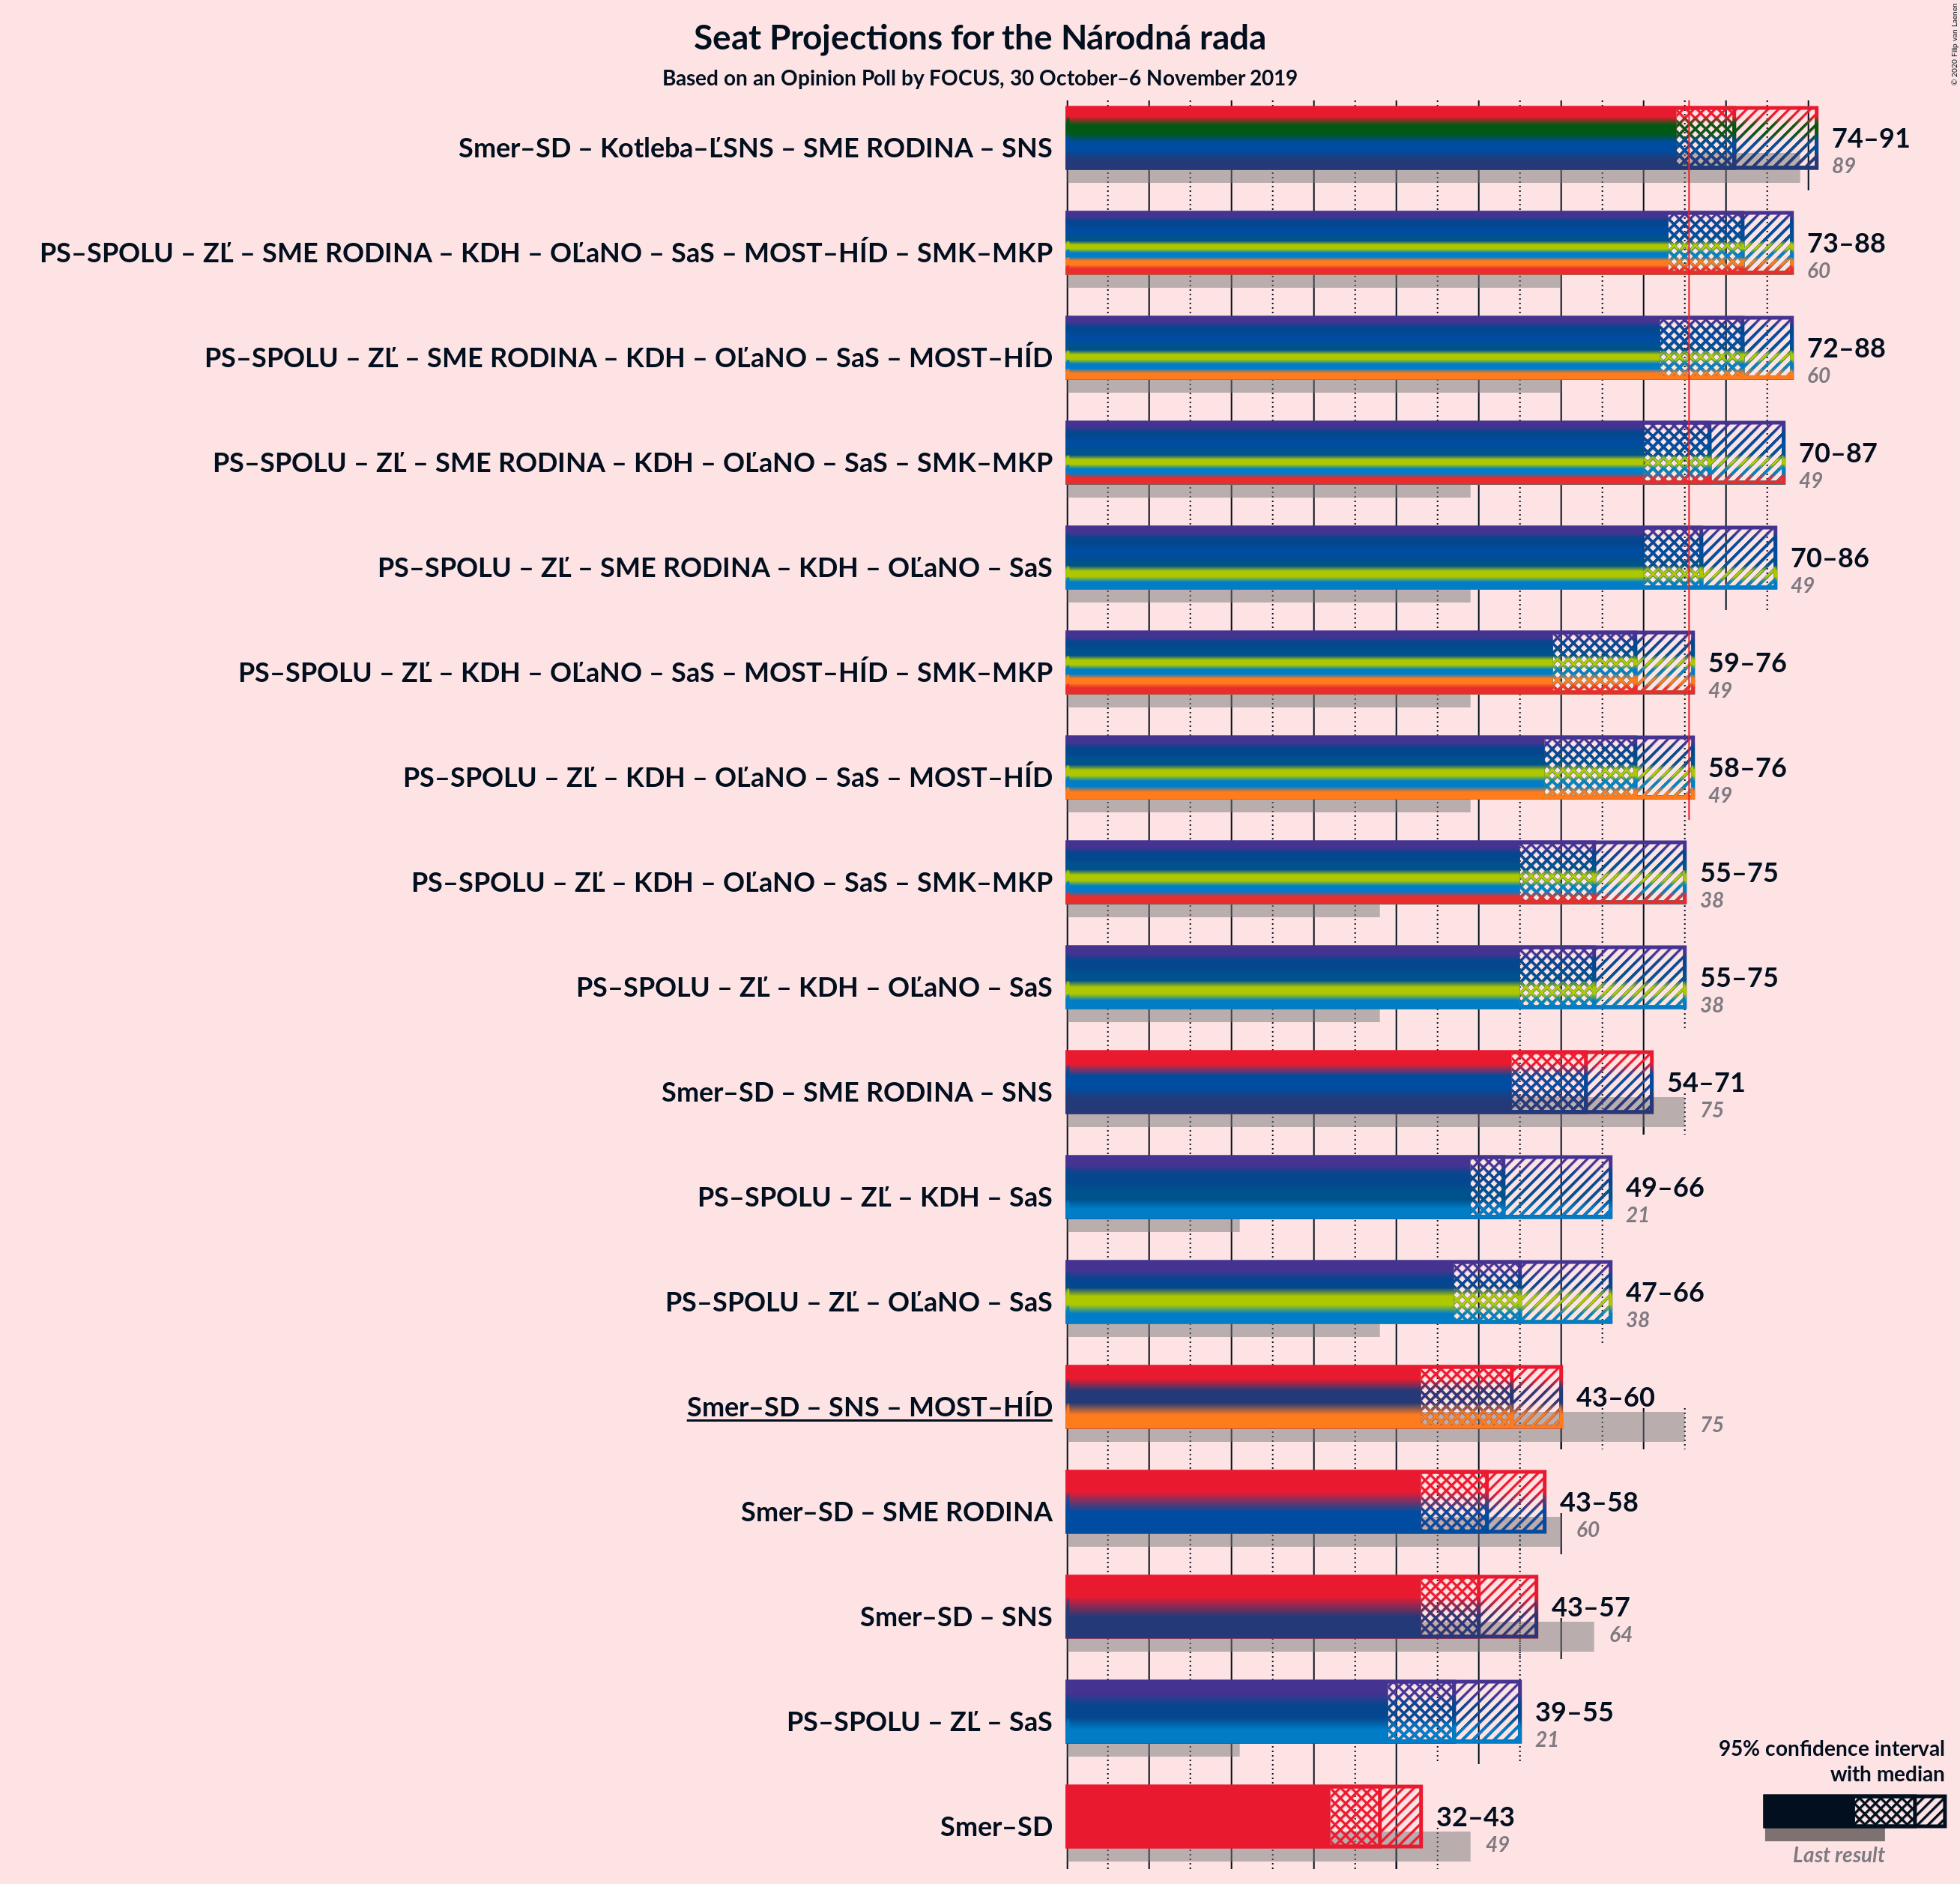 Seat Projections for the Národná rada
Based on an Opinion Poll by FOCUS, 30 October–6 November 2019
© 2020 Filip van Laenen
Smer–SD – Kotleba–ĽSNS – SME RODINA – SNS
74–91
89
PS–SPOLU – ZĽ – SME RODINA – KDH – OĽaNO – SaS – MOST–HÍD – SMK–MKP
73–88
60
PS–SPOLU – ZĽ – SME RODINA – KDH – OĽaNO – SaS – MOST–HÍD
72–88
60
PS–SPOLU – ZĽ – SME RODINA – KDH – OĽaNO – SaS – SMK–MKP
70–87
49
PS–SPOLU – ZĽ – SME RODINA – KDH – OĽaNO – SaS
70–86
49
PS–SPOLU – ZĽ – KDH – OĽaNO – SaS – MOST–HÍD – SMK–MKP
59–76
49
PS–SPOLU – ZĽ – KDH – OĽaNO – SaS – MOST–HÍD
58–76
49
PS–SPOLU – ZĽ – KDH – OĽaNO – SaS – SMK–MKP
55–75
38
PS–SPOLU – ZĽ – KDH – OĽaNO – SaS
55–75
38
Smer–SD – SME RODINA – SNS
54–71
75
PS–SPOLU – ZĽ – KDH – SaS
49–66
21
PS–SPOLU – ZĽ – OĽaNO – SaS
47–66
38
Smer–SD – SNS – MOST–HÍD
43–60
75
Smer–SD – SME RODINA
43–58
60
Smer–SD – SNS
43–57
64
PS–SPOLU – ZĽ – SaS
39–55
21
Smer–SD
32–43
49
95% confidence interval
with median
Last result